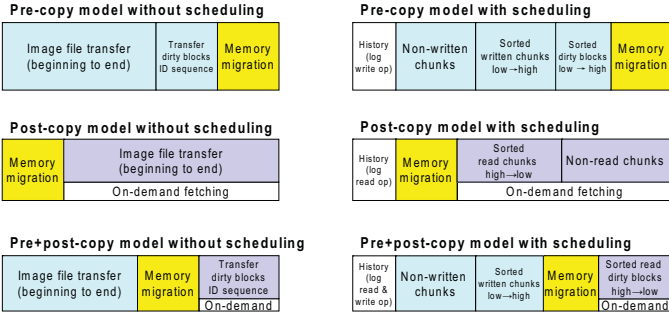 Pre-copy model without scheduling
Image file transfer
(beginning to end)
Transfer
dirty blocks
ID sequence
Memory
migration
Pre-copy model with scheduling
History
(log
write op)
Non-written
chunks
Sorted
written chunks
low→high
Sorted
dirty blocks
low → high
Memory
migration
Post-copy model without scheduling
Memory
migration
Image file transfer
(beginning to end)
On-demand fetching
Post-copy model with scheduling
History
(log
read op)
Memory
migration
Sorted
read chunks
high→low
Non-read chunks
On-demand fetching
Pre+post-copy model without scheduling
Image file transfer
(beginning to end)
Memory
migration
Transfer
dirty blocks
ID sequence
On-demand
Pre+post-copy model with scheduling
History
(log
read &
write op)
Non-written
chunks
Sorted
written chunks
low→high
Memory
migration
Sorted read
dirty blocks
high→low
On-demand